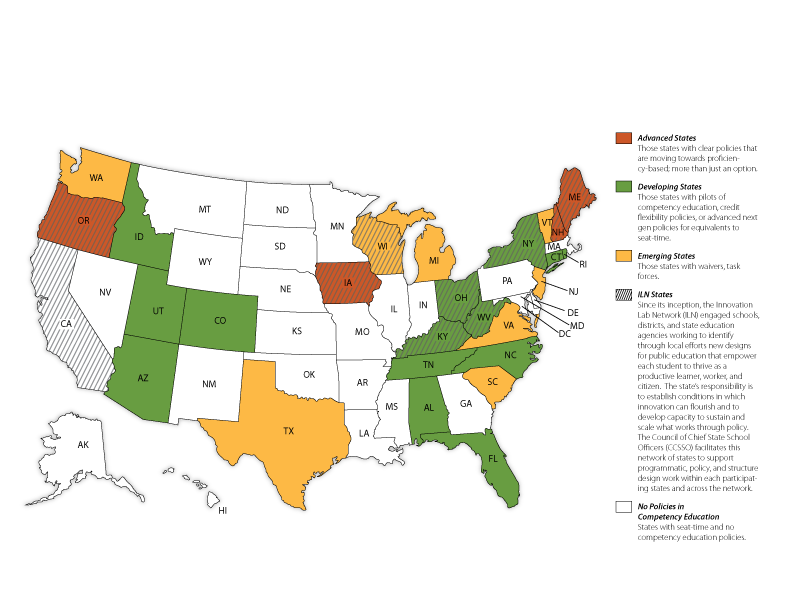 WA
OR
ID
MT
ND
MN
SD
WY
NV
CA
UT
CO
AZ
NM
NE
KS
OK
TX
IA
MO
AR
LA
WI
IL
MI
IN
OH
KY
TN
MS
AL
GA
FL
SC
NC
VA
WV
PA
NY
VT
NH
ME
MA
CT
RI
NJ
DE
MD
DC
AK
HI
Advanced States
Those states with clear policies that
are moving towards proficien-
cy-based; more than just an option.
Developing States
Those states with pilots of
competency education, credit
flexibility policies, or advanced next
gen policies for equivalents to
seat-time.
Emerging States
Those states with waivers, task
forces.
ILN States
Since its inception, the Innovation
Lab Network (ILN) engaged schools,
districts, and state education
agencies working to identify
through local efforts new designs
for public education that empower
each student to thrive as a
productive learner, worker, and
citizen. The state's responsibility is
to establish conditions in which
innovation can flourish and to
develop capacity to sustain and
scale what works through policy.
The Council of Chief State School
Officers (CCSSO) facilitates this
network of states to support
programmatic, policy, and structure
design work within each participat-
ing states and across the network.
No Policies in
Competency Education
States with seat-time and no
competency education policies.